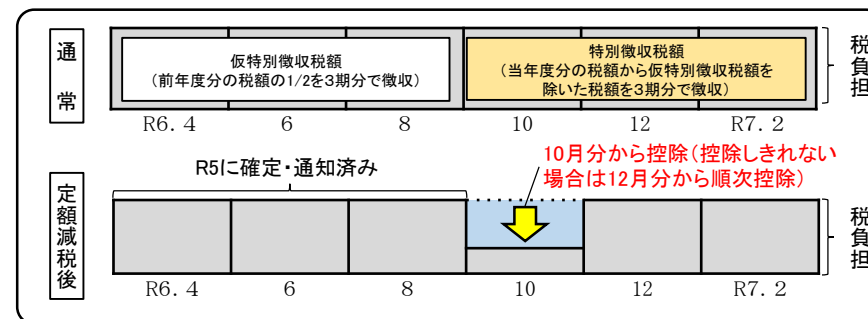 通常
仮特別徴収税額
(前年度分の税額の1/2を3期分で徴収)
特別徴収税額
(当年度分の税額から仮特別徴収税額を
除いた税額を3期分で徴収)
税負担
R6.4 6 8 10 12 R7.2
R5に確定・通知済み
10月分から控除(控除しきれない
場合は12月分から順次控除)
定額減税後
税負担
R6.4 6 8 10 12 R7.2